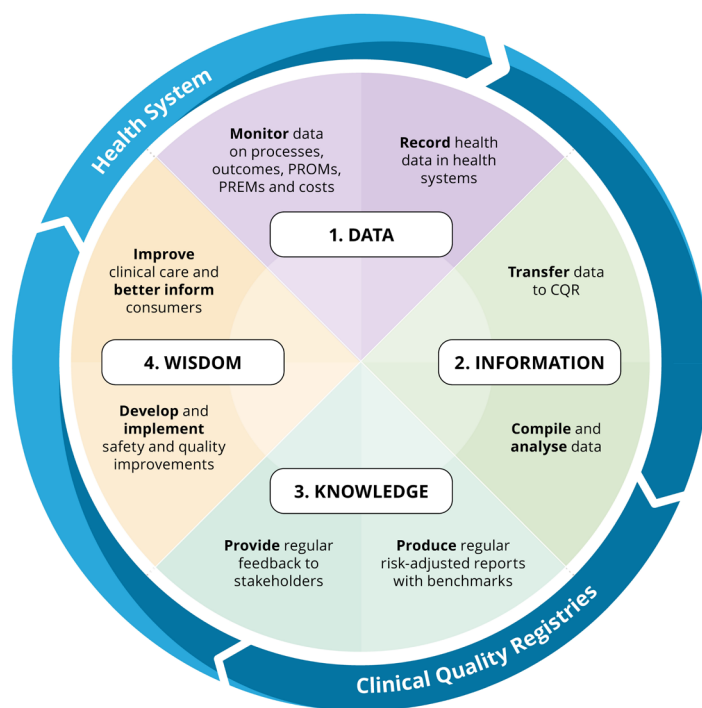 Health System
Monitor data
on processes,
outcomes, PROMs,
PREMs and costs
Record health
data in health
systems
1. DATA
Transfer data
to CQR
2. INFORMATION
Compile and
analyse data
Produce regular
risk-adjusted reports
with benchmarks
3. KNOWLEDGE
Provide regular
feedback to
stakeholders
Develop and
implement
safety and quality
improvements
4. WISDOM
Improve
clinical care and
better inform
consumers
Clinical Quality Registries